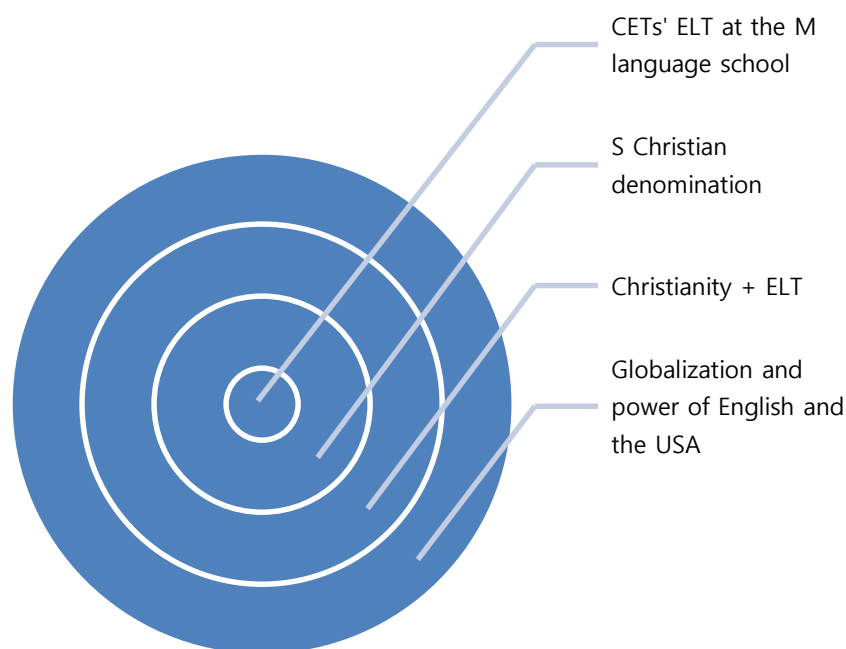 CETs' ELT at the M
language school
S Christian
denomination
Christianity + ELT
Globalization and
power of English and
the USA